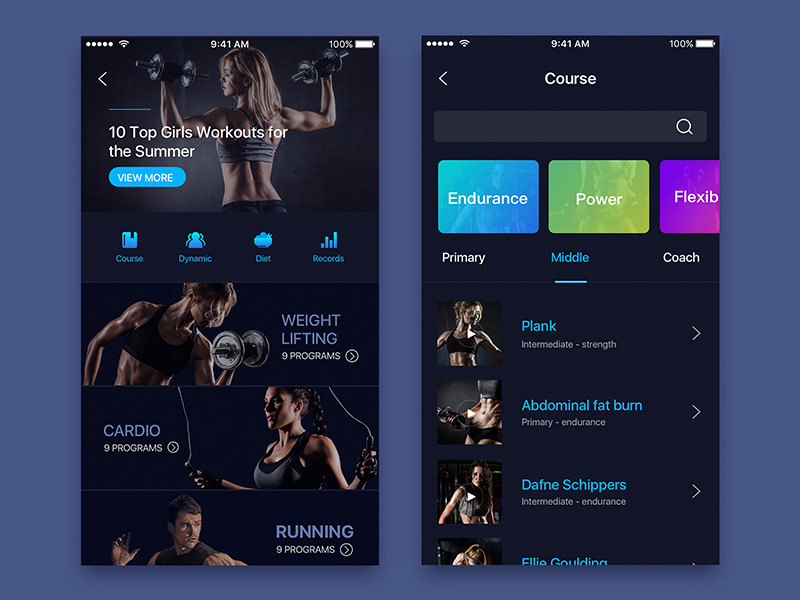 9:41 AM
100%
10 Top Girls Workouts for
the Summer
VIEW MORE
Course
Dynamic
Diet
Records
WEIGHT
LIFTING
9 PROGRAMS
CARDIO
9 PROGRAMS
RUNNING
9 PROGRAMS
9:41 AM
100%
Course
Endurance
Power
Flexib
Primary
Middle
Coach
Plank
Intermediate - strength
Abdominal fat burn
Primary - endurance
Dafne Schippers
Intermediate - endurance
Ellie Goulding